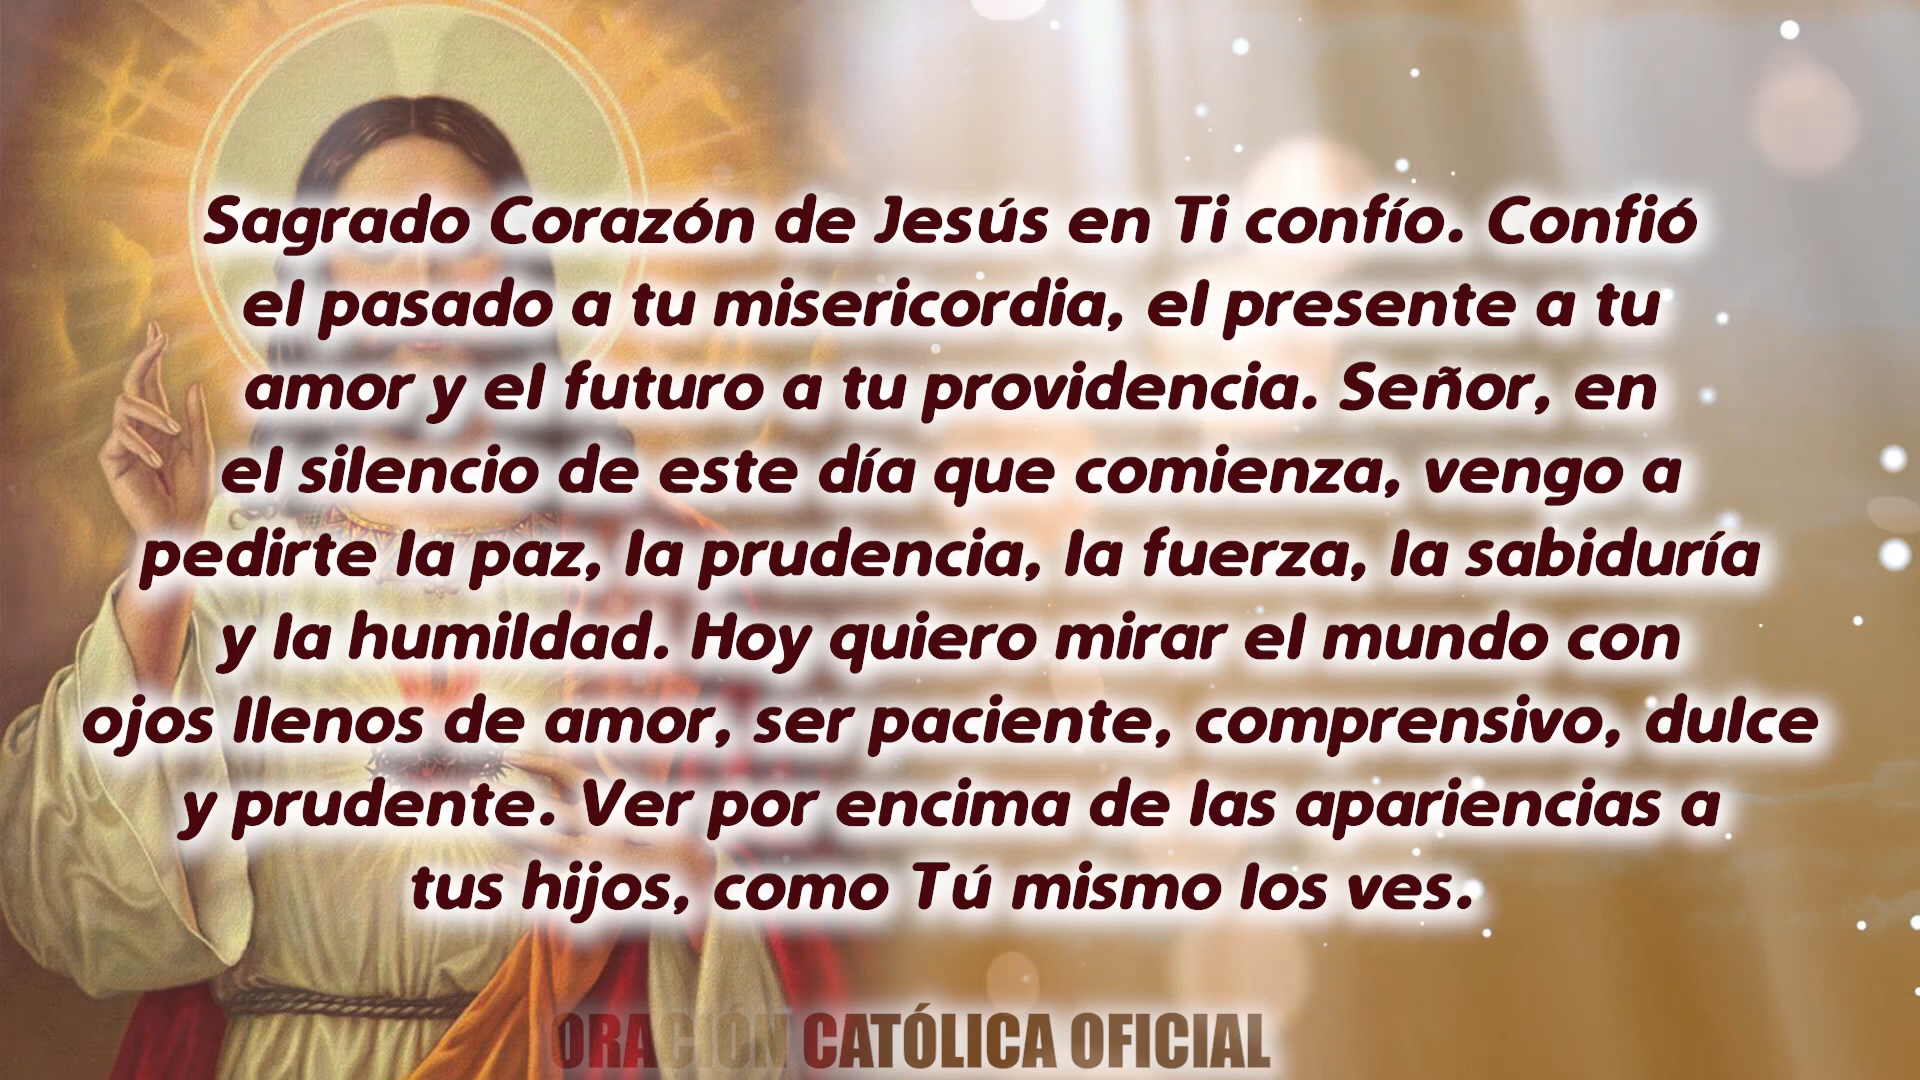 Sagrado Corazón de Jesús en Ti confío. Confió
el pasado a tu misericordia, el presente a tu
amor y el futuro a tu providencia. Señor, en
el silencio de este día que comienza, vengo a
pedirte la paz, la prudencia, la fuerza, la sabiduría
y la humildad. Hoy quiero mirar el mundo con
ojos llenos de amor, ser paciente, comprensivo, dulce
y prudente. Ver por encima de las apariencias a
tus hijos, como Tú mismo los ves.
ORACIÓN CATÓLICA OFICIAL